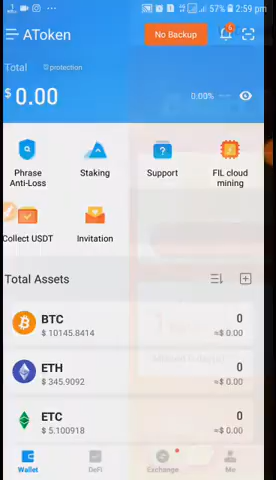 57% 2:59 pm
AToken
No Backup
6
Total
protection
$ 0.00
0.00%
Phrase Anti-Loss
Staking
Support
FIL cloud mining
Collect USDT
Invitation
Total Assets
BTC
0
$ 10145.8414
≈$ 0.00
ETH
0
$ 345.9092
≈$ 0.00
ETC
0
$ 5.100918
≈$ 0.00
Wallet
DeFi
Exchange
Me